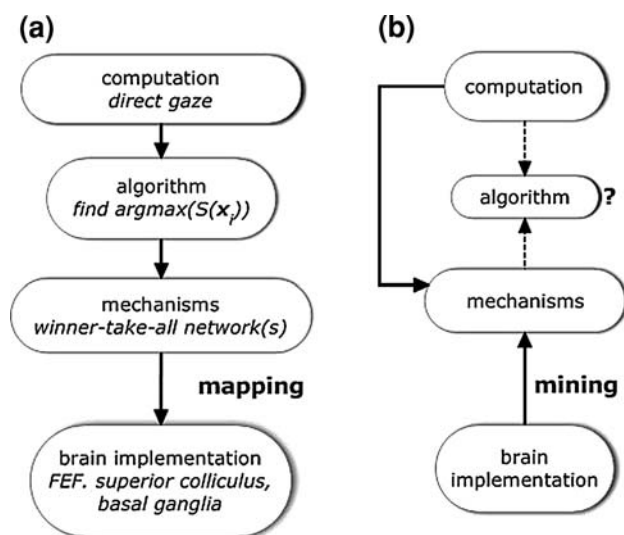 (a)
computation
direct gaze
algorithm
find argmax(S(x_i))
mechanisms
winner-take-all network(s)
mapping
brain implementation
FEF. superior colliculus,
basal ganglia
(b)
computation
algorithm ?
mechanisms
mining
brain
implementation